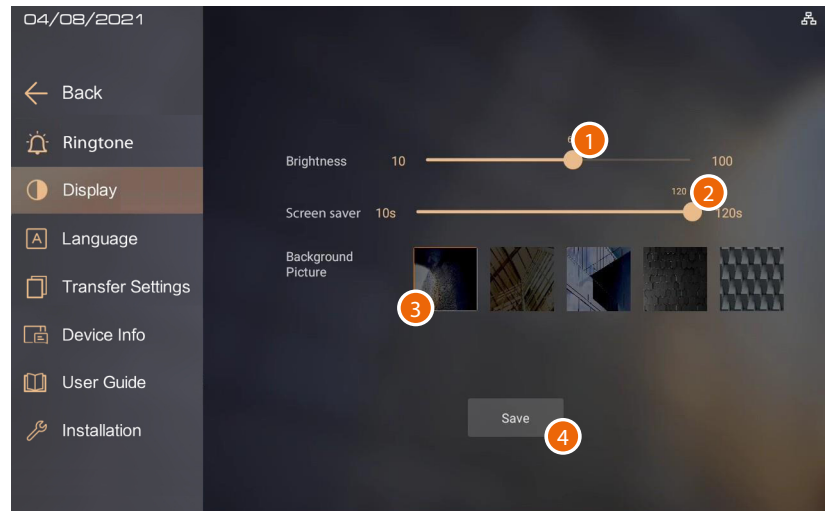 04/08/2021
Back
Ringtone
Display
A Language
Transfer Settings
Device Info
User Guide
Installation
1
Brightness 10 100
120 2
Screen saver 10s 120s
Background
Picture
3
Save
4